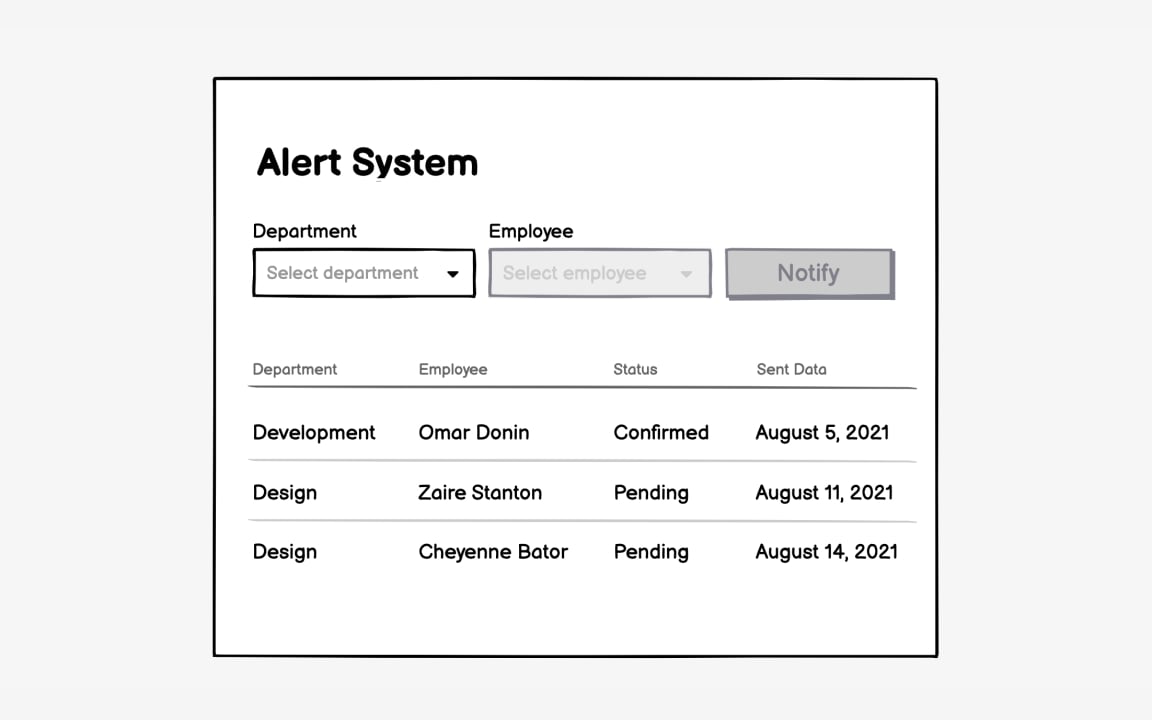 Alert System
Department Employee
Select department Select employee Notify
Department Employee Status Sent Data
Development Omar Donin Confirmed August 5, 2021
Design Zaire Stanton Pending August 11, 2021
Design Cheyenne Bator Pending August 14, 2021